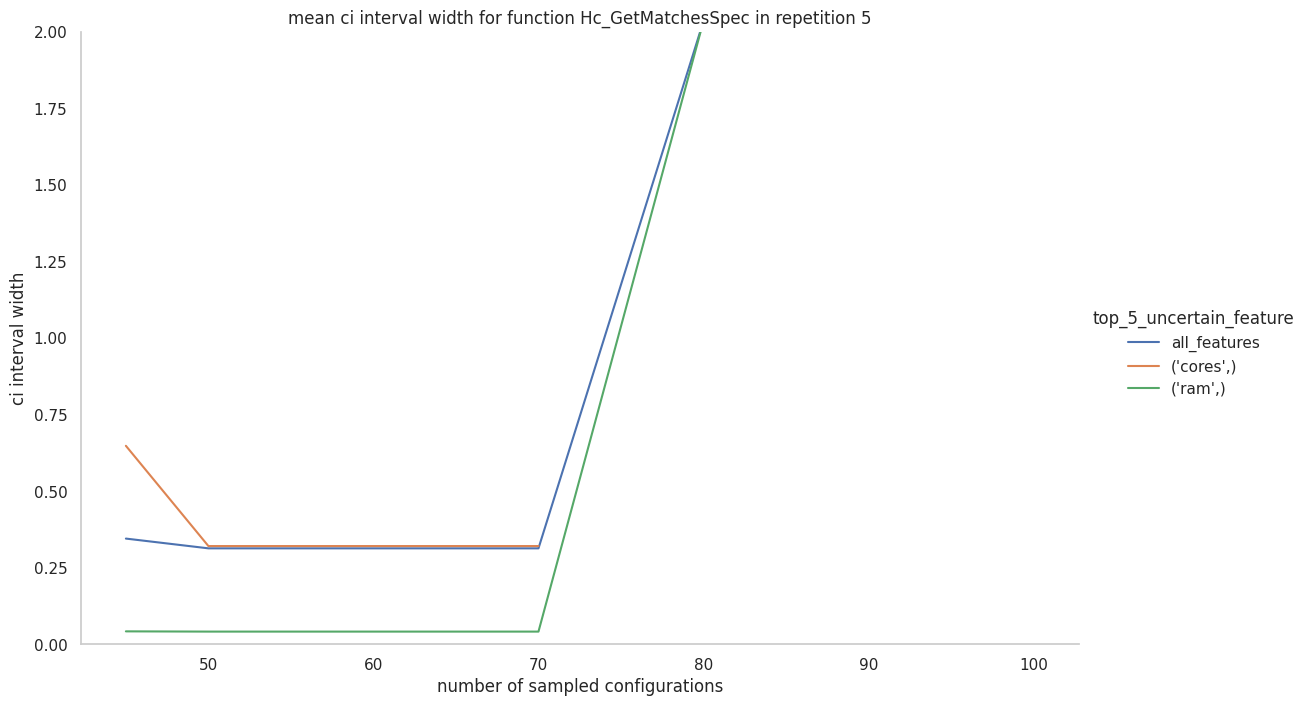 mean ci interval width for function Hc_GetMatchesSpec in repetition 5
2.00
1.75
1.50
1.25
1.00
0.75
0.50
0.25
0.00
ci interval width
50 60 70 80 90 100
number of sampled configurations
top_5_uncertain_feature
all_features
('cores',)
('ram',)